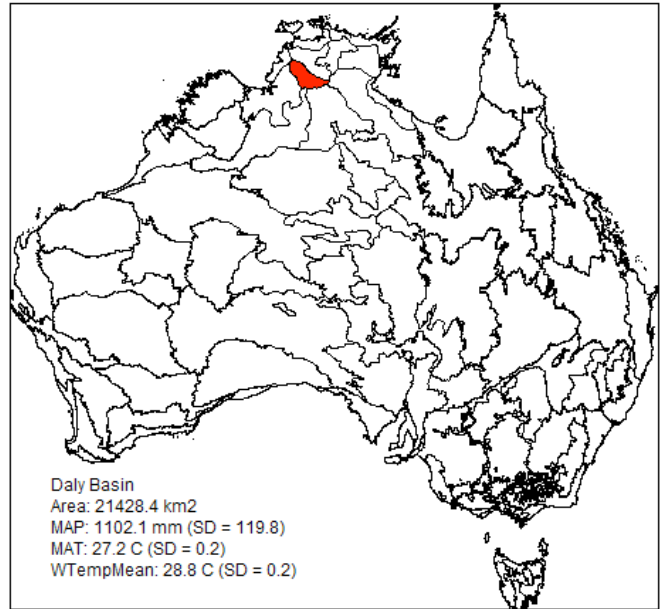 Daly Basin
Area: 21428.4 km2
MAP: 1102.1 mm (SD = 119.8)
MAT: 27.2 C (SD = 0.2)
WTempMean: 28.8 C (SD = 0.2)